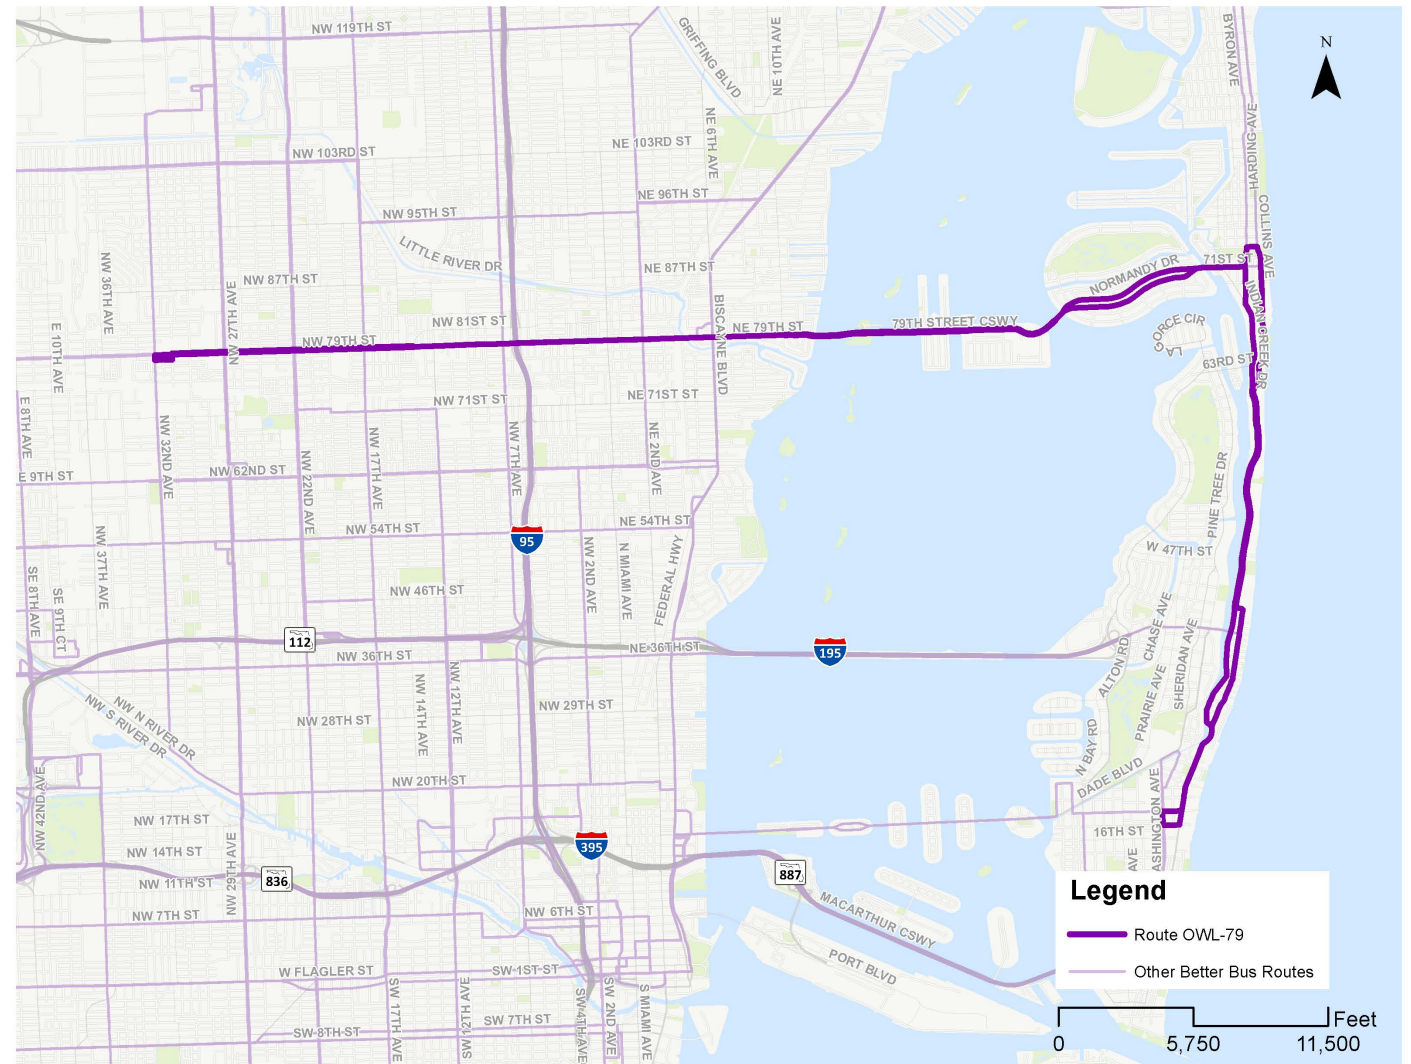 NW 119TH ST
GRIFFING BLVD
NE 10TH AVE
BYRON AVE
N
NW 103RD ST
NE 103RD ST
NE 6TH AVE
HARDING AVE
NE 96TH ST
NW 95TH ST
COLLINS AVE
LITTLE RIVER DR
NW 36TH AVE
NW 87TH ST
NE 87TH ST
NORMANDY DR
71ST ST
NW 27TH AVE
BISCAYNE BLVD
INDIAN CREEK DR
E 10TH AVE
NW 81ST ST
NW 79TH ST
NE 79TH ST
79TH STREET CSWY
LA GORCE CIR
63RD ST
E 8TH AVE
NW 71ST ST
NE 71ST ST
NW 32ND AVE
NW 22ND AVE
NW 17TH AVE
NW 7TH AVE
NE 2ND AVE
E 9TH ST
NW 62ND ST
PINE TREE DR
NW 37TH AVE
NW 54TH ST
NE 54TH ST
95
W 47TH ST
SE 8TH AVE
SE 9TH CT
NW 46TH ST
NW 2ND AVE
N MIAMI AVE
FEDERAL HWY
CHASE AVE
SHERIDAN AVE
112
NW 36TH ST
NE 36TH ST
195
ALTON RD
PRAIRIE AVE
NW N RIVER DR
NW S RIVER DR
NW 28TH ST
NW 14TH AVE
NW 12TH AVE
NW 29TH ST
N BAY RD
NW 42ND AVE
NW 20TH ST
DADE BLVD
NW 17TH ST
16TH ST
ASHINGTON AVE
AVE
NW 14TH ST
395
NW 11TH ST
836
NW 29TH AVE
887
NW 7TH ST
NW 6TH ST
MACARTHUR CSWY
PORT BLVD
W FLAGLER ST
SW 1ST ST
SW 17TH AVE
SW 12TH AVE
SW 4TH AVE
SW 2ND AVE
S MIAMI AVE
SW 8TH ST
SW 7TH ST
Legend
Route OWL-79
Other Better Bus Routes
Feet
0 5,750 11,500